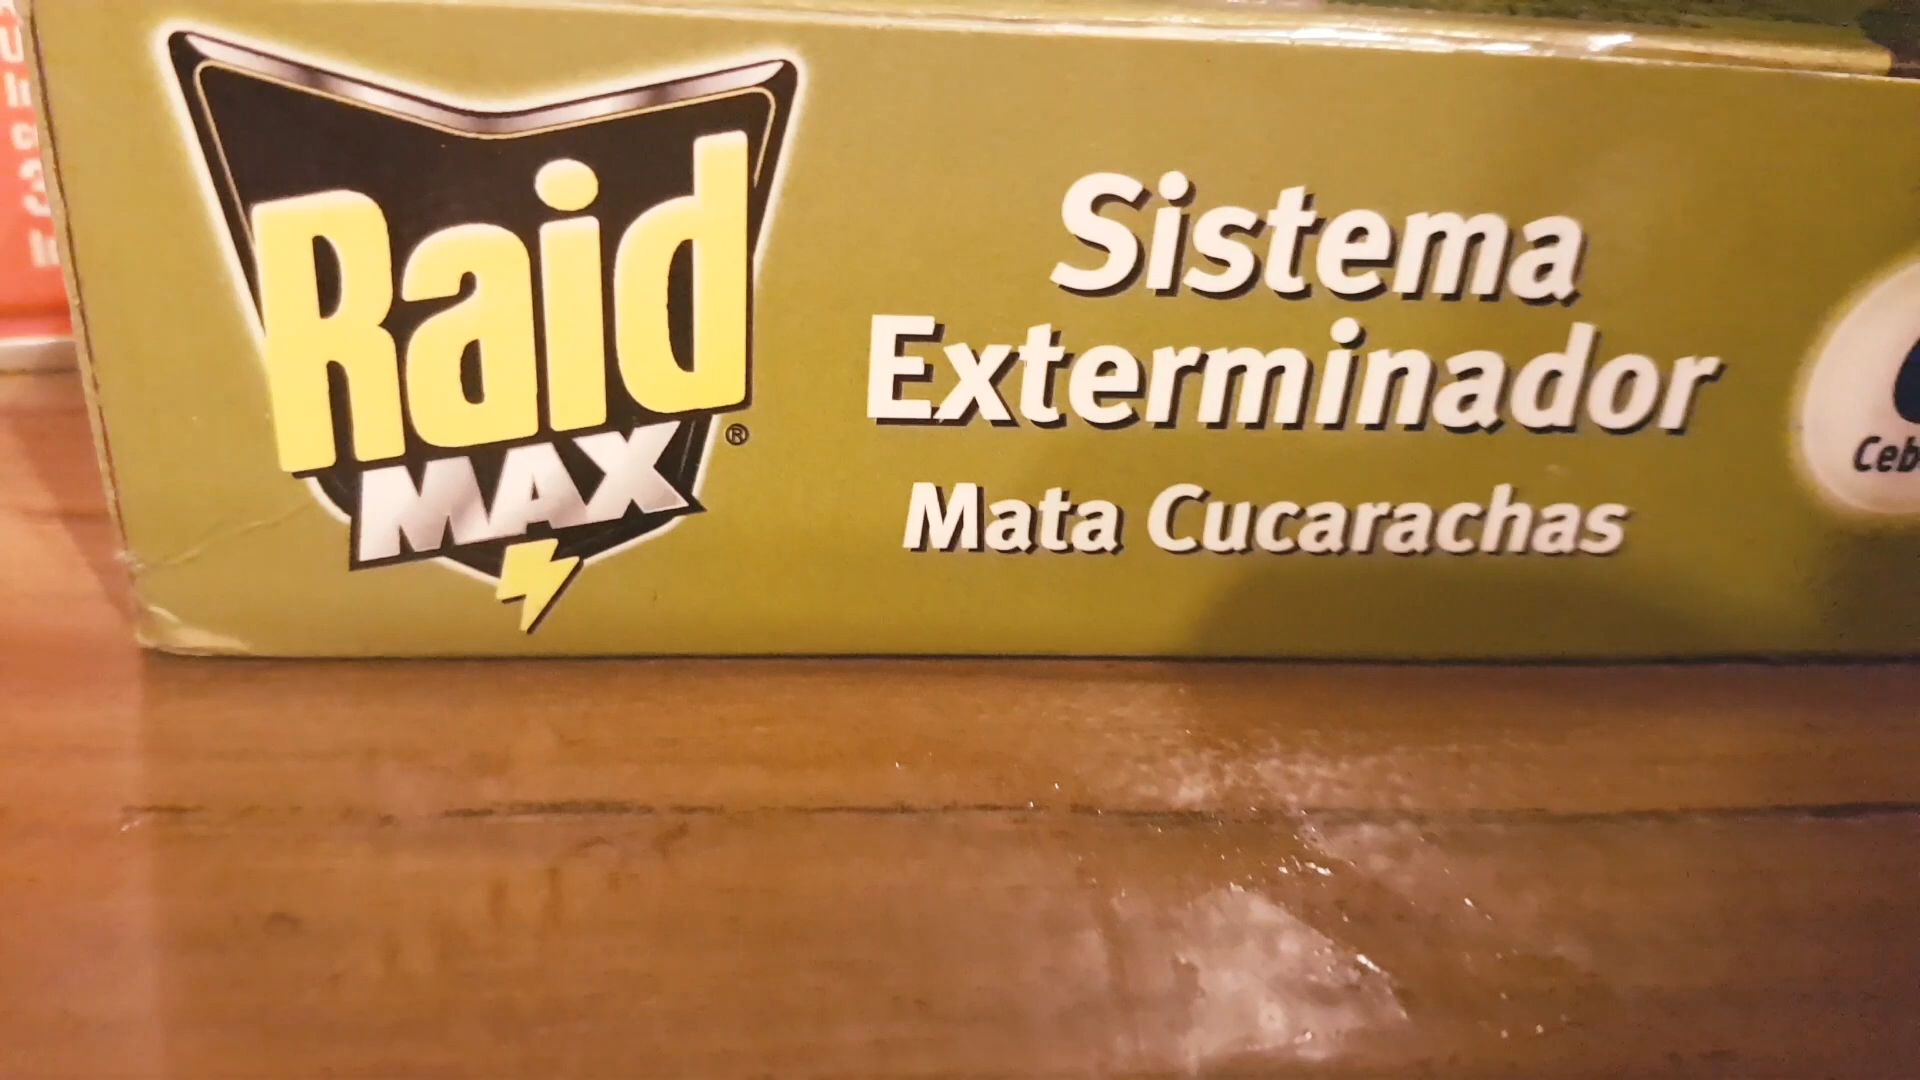 Raid
MAX
®
Sistema
Exterminador
Mata Cucarachas